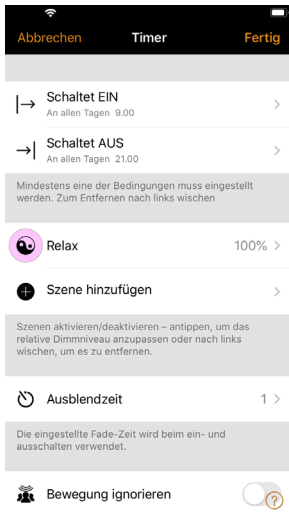 Abbrechen Timer Fertig
Schaltet EIN
An allen Tagen 9.00
Schaltet AUS
An allen Tagen 21.00
Mindestens eine der Bedingungen muss eingestellt
werden. Zum Entfernen nach links wischen
Relax 100%
Szene hinzufügen
Szenen aktivieren/deaktivieren – antippen, um das
relative Dimmniveau anzupassen oder nach links
wischen, um es zu entfernen.
Ausblendzeit 1
Die eingestellte Fade-Zeit wird beim ein- und
ausschalten verwendet.
Bewegung ignorieren
?